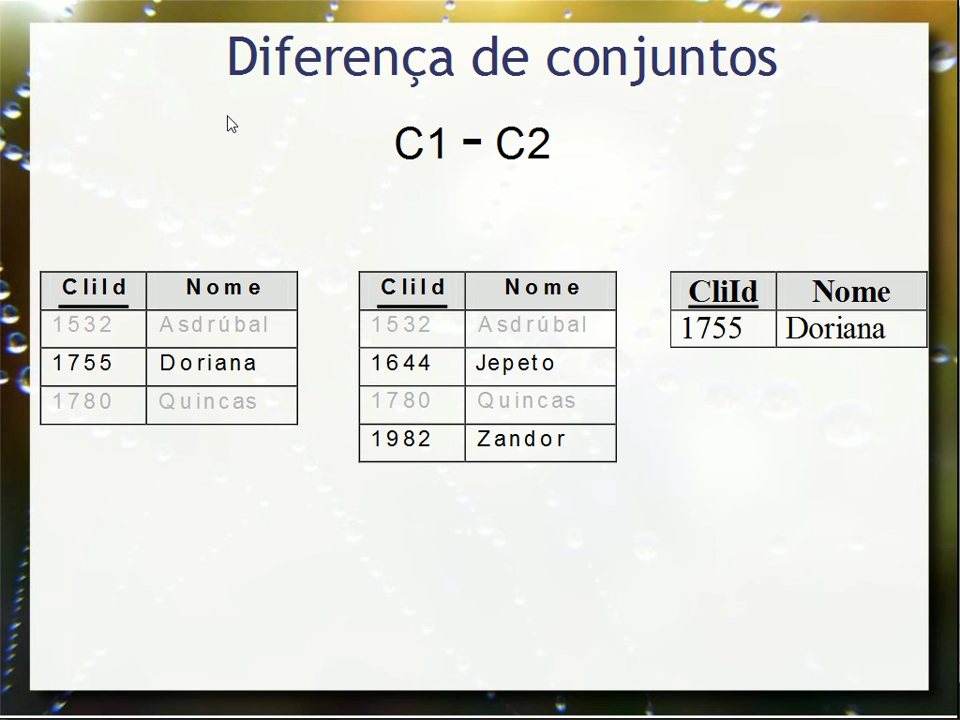 Diferença de conjuntos
C1 - C2
CliId Nome
1532 Asdrúbal
1755 Doriana
1780 Quincas
CliId Nome
1532 Asdrúbal
1644 Jepeto
1780 Quincas
1982 Zandor
CliId Nome
1755 Doriana